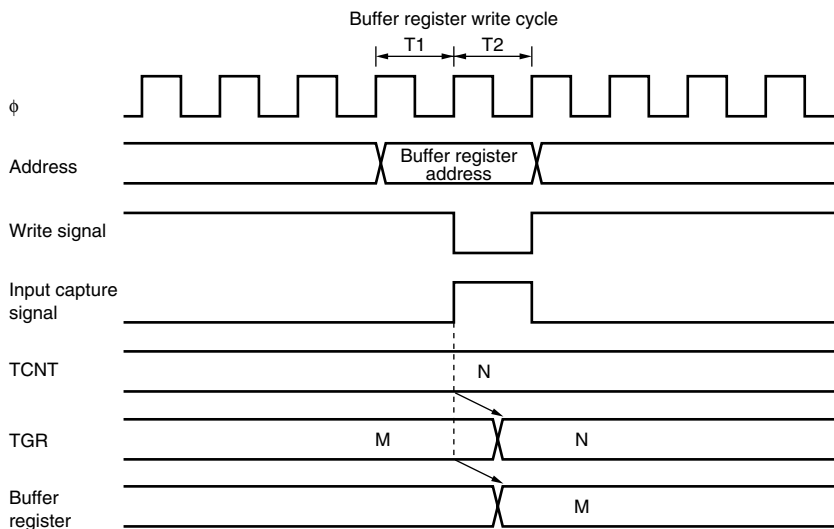 Buffer register write cycle
T1 T2
ϕ
Address
Buffer register
address
Write signal
Input capture
signal
TCNT
N
TGR
M N
Buffer
register
M